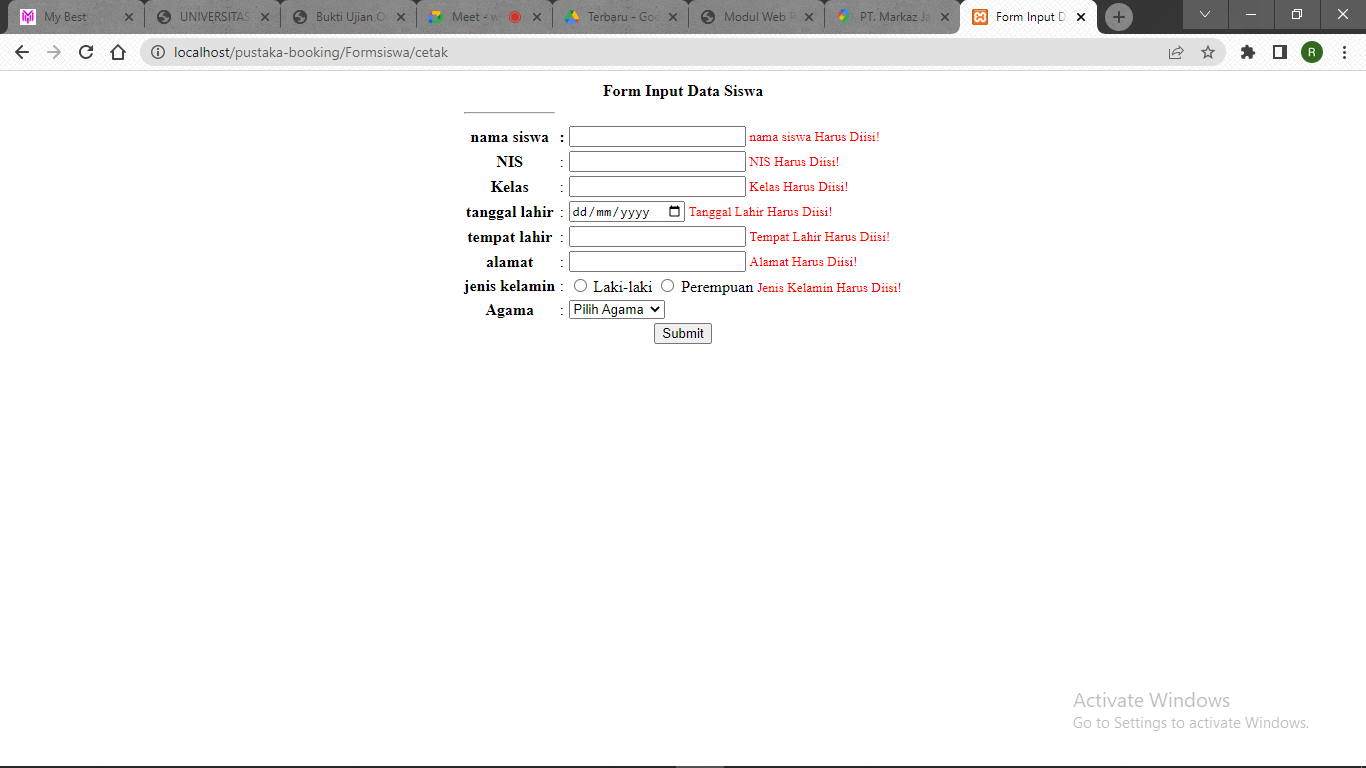 My Best
UNIVERSITAS
Bukti Ujian O
Meet - w
Terbaru - Goo
Modul Web P
PT. Markaz Ja
Form Input D
localhost/pustaka-booking/Formsiswa/cetak
R
Form Input Data Siswa
nama siswa : nama siswa Harus Diisi!
NIS : NIS Harus Diisi!
Kelas : Kelas Harus Diisi!
tanggal lahir : dd/mm/yyyy Tanggal Lahir Harus Diisi!
tempat lahir : Tempat Lahir Harus Diisi!
alamat : Alamat Harus Diisi!
jenis kelamin : Laki-laki Perempuan Jenis Kelamin Harus Diisi!
Agama : Pilih Agama
Submit
Activate Windows
Go to Settings to activate Windows.